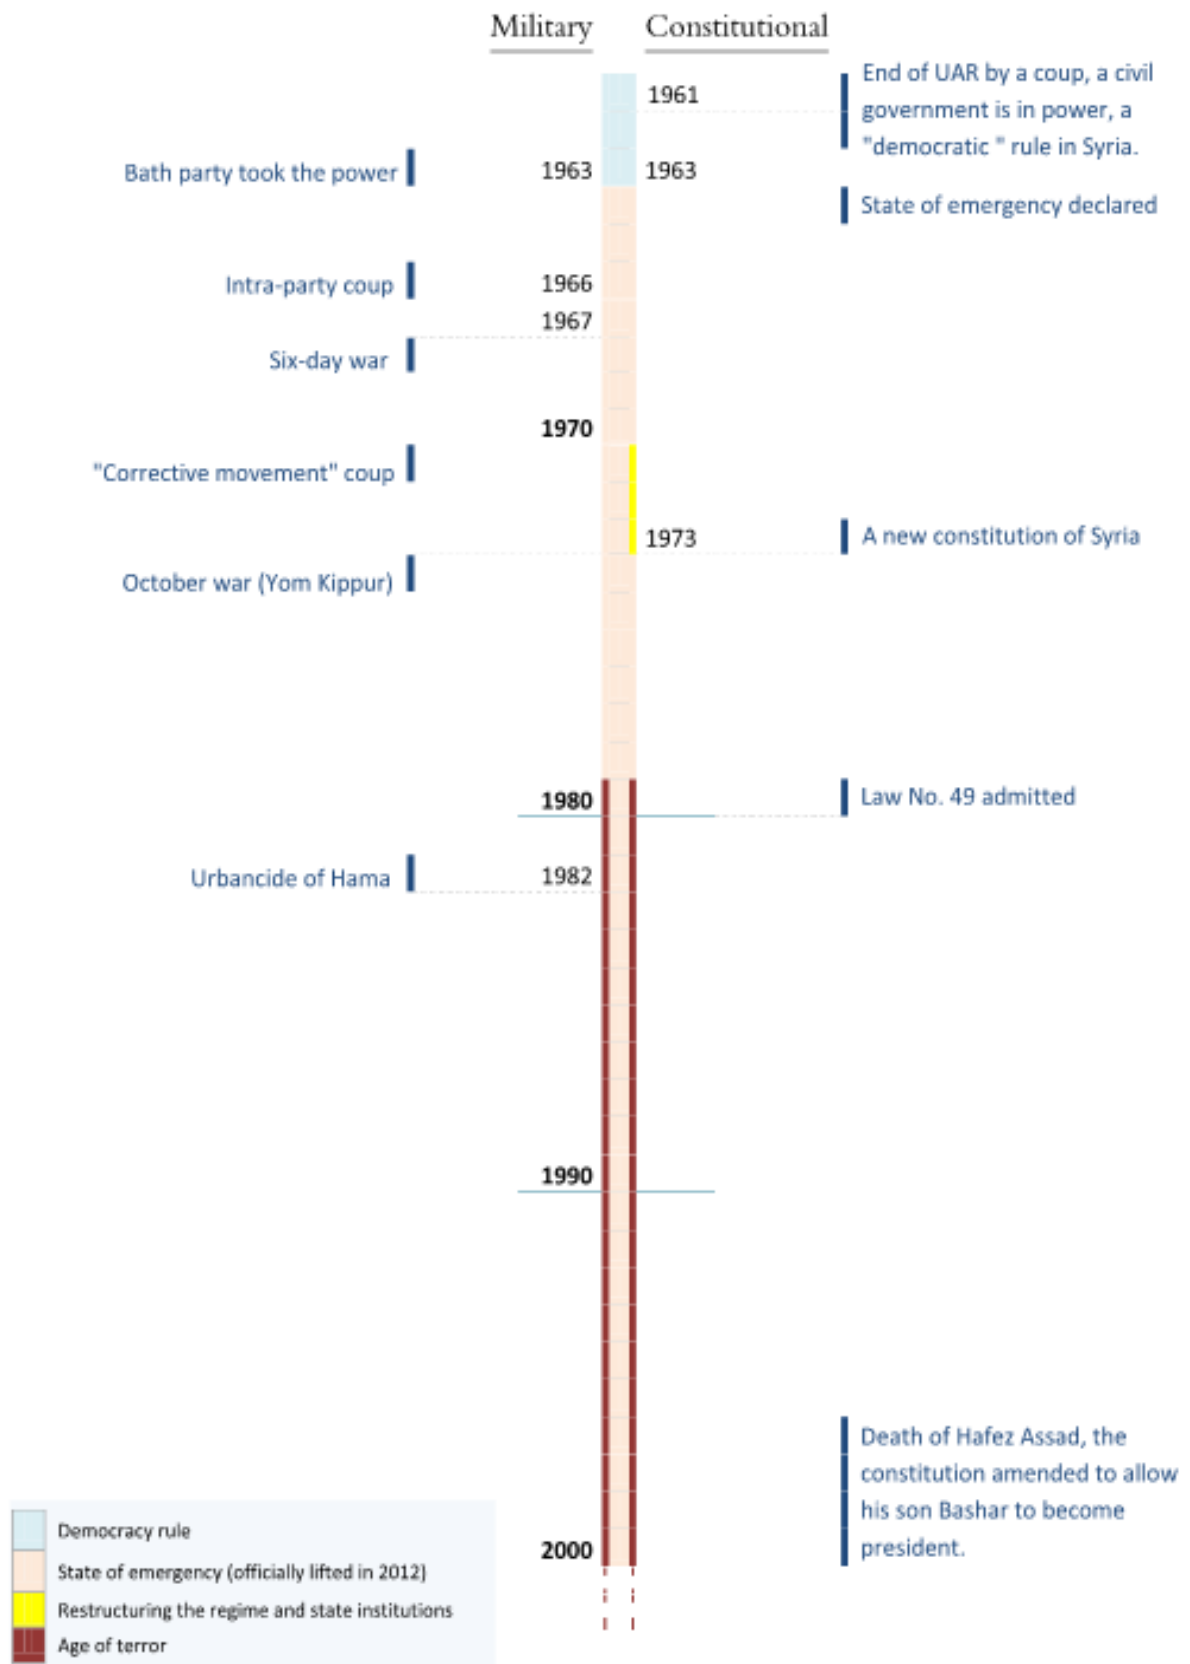 Military Constitutional
1961
End of UAR by a coup, a civil
government is in power, a
"democratic " rule in Syria.
Bath party took the power
1963
1963
State of emergency declared
Intra-party coup
1966
1967
Six-day war
1970
"Corrective movement" coup
1973
A new constitution of Syria
October war (Yom Kippur)
1980
Law No. 49 admitted
Urbancide of Hama
1982
1990
Death of Hafez Assad, the
constitution amended to allow
his son Bashar to become
president.
2000
Democracy rule
State of emergency (officially lifted in 2012)
Restructuring the regime and state institutions
Age of terror